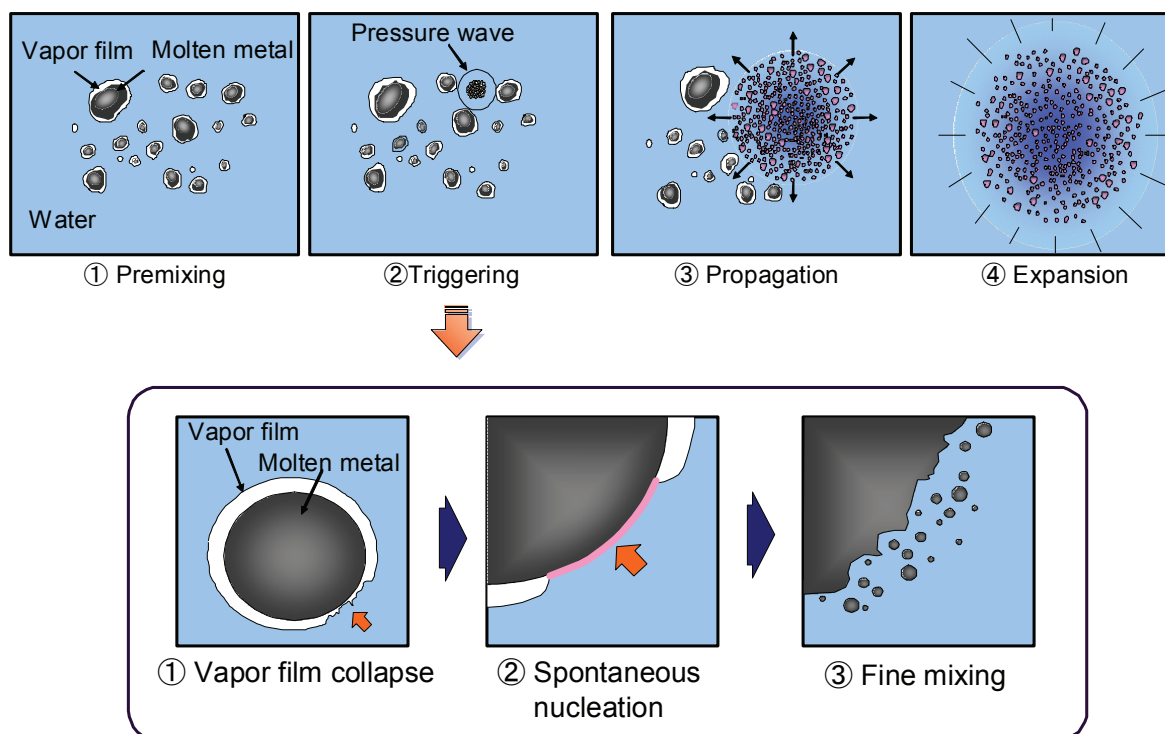 Vapor film
Molten metal
Water
Pressure wave
① Premixing
②Triggering
③ Propagation
④ Expansion
Vapor film
Molten metal
① Vapor film collapse
② Spontaneous
nucleation
③ Fine mixing